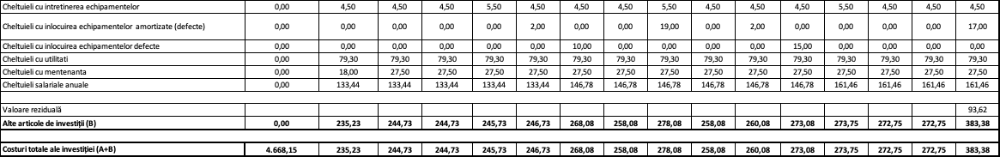 Cheltuieli cu intretinerea echipamentelor 0,00 4,50 4,50 4,50 5,50 4,50 4,50 4,50 5,50 4,50 4,50 4,50 5,50 4,50 4,50 4,50
Cheltuieli cu inlocuirea echipamentelor amortizate (defecte) 0,00 0,00 0,00 0,00 0,00 2,00 0,00 0,00 19,00 0,00 2,00 0,00 0,00 0,00 0,00 17,00
Cheltuieli cu inlocuirea echipamentelor defecte 0,00 0,00 0,00 0,00 0,00 0,00 10,00 0,00 0,00 0,00 0,00 15,00 0,00 0,00 0,00 0,00
Cheltuieli cu utilitati 0,00 79,30 79,30 79,30 79,30 79,30 79,30 79,30 79,30 79,30 79,30 79,30 79,30 79,30 79,30 79,30
Cheltuieli cu mentenanta 0,00 18,00 27,50 27,50 27,50 27,50 27,50 27,50 27,50 27,50 27,50 27,50 27,50 27,50 27,50 27,50
Cheltuieli salariale anuale 0,00 133,44 133,44 133,44 133,44 133,44 146,78 146,78 146,78 146,78 146,78 146,78 161,46 161,46 161,46 161,46
Valoare reziduală 93,62
Alte articole de investiții (B) 0,00 235,23 244,73 244,73 245,73 246,73 268,08 258,08 278,08 258,08 260,08 273,08 273,75 272,75 272,75 383,38
Costuri totale ale investiției (A+B) 4.668,15 235,23 244,73 244,73 245,73 246,73 268,08 258,08 278,08 258,08 260,08 273,08 273,75 272,75 272,75 383,38